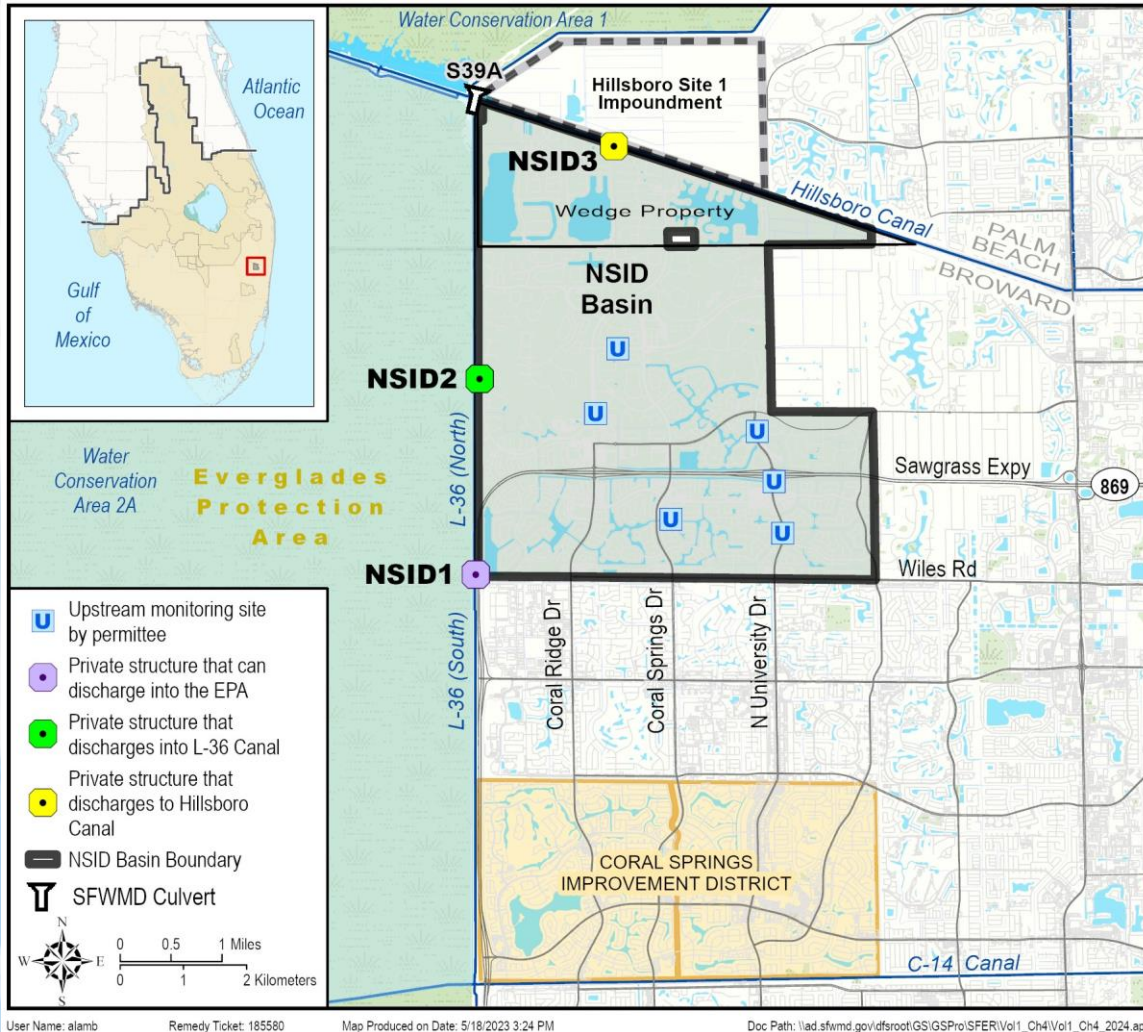 Atlantic
Ocean
Gulf
of
Mexico
Water Conservation Area 1
S39A
Hillsboro Site 1
Impoundment
NSID3
Wedge Property
Hillsboro Canal
PALM
BEACH
BROWARD
NSID
Basin
U
NSID2
U
U
L-36 (North)
Water
Conservation
Area 2A
Everglades
Protection
Area
Sawgrass Expy
869
U
U
U
NSID1
Wiles Rd
L-36 (South)
Coral Ridge Dr
Coral Springs Dr
N University Dr
CORAL SPRINGS
IMPROVEMENT DISTRICT
C-14 Canal
U
Upstream monitoring site
by permittee
Private structure that can
discharge into the EPA
Private structure that
discharges into L-36 Canal
Private structure that
discharges to Hillsboro
Canal
NSID Basin Boundary
SFWMD Culvert
N
W E
S
0 0.5 1 Miles
0 1 2 Kilometers
User Name: alamb Remedy Ticket: 185580 Map Produced on Date: 5/18/2023 3:24 PM Doc Path: \\ad.sfwmd.gov\dfsroot\GS\GSPro\SFER\Vol1_Ch4\Vol1_Ch4_2024.ap